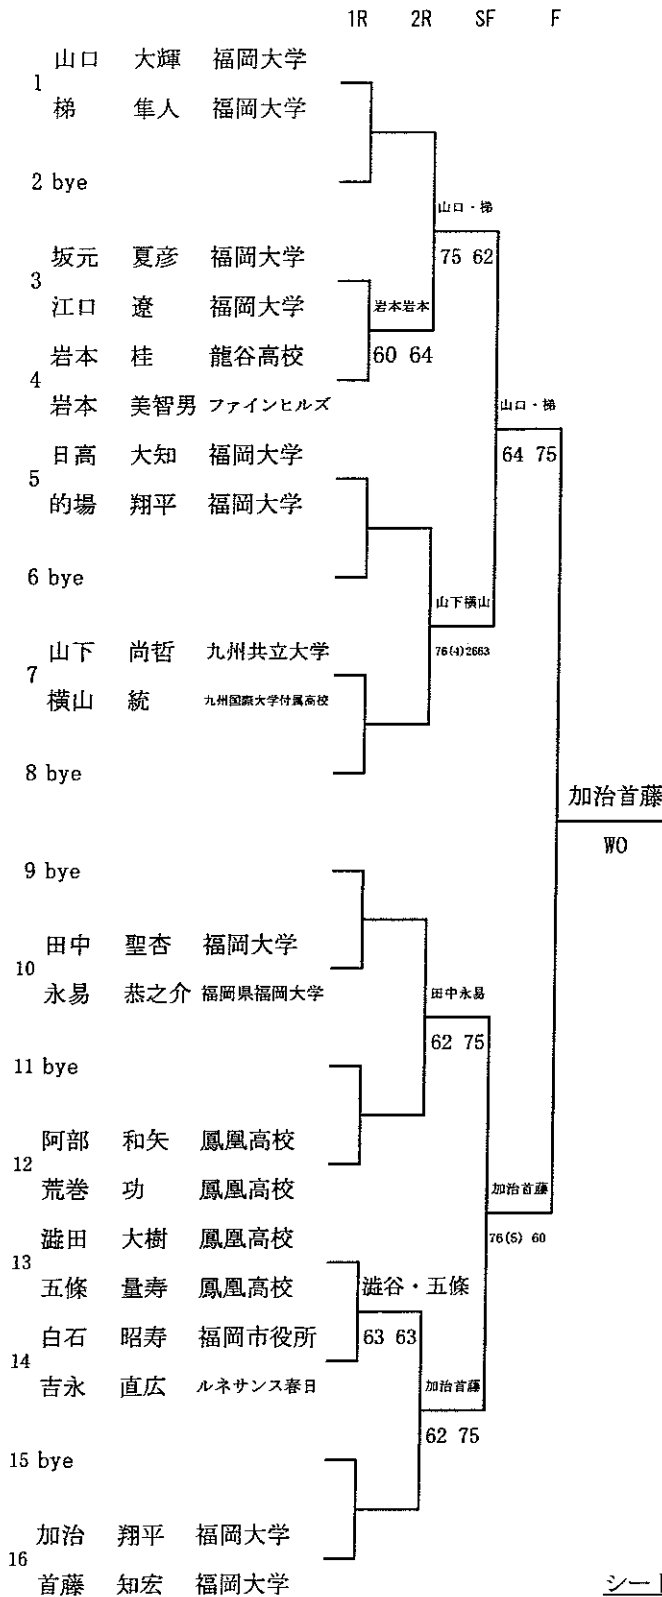 1R 2R SF F
山口 大輝 福岡大学
1
梯 隼人 福岡大学
2 bye
山口・梯
坂元 夏彦 福岡大学
75 62
3
江口 遼 福岡大学
岩本岩本
岩本 桂 龍谷高校
60 64
4
岩本 美智男 ファインヒルズ
山口・梯
日高 大知 福岡大学
64 75
5
的場 翔平 福岡大学
6 bye
山下横山
山下 尚哲 九州共立大学
76(4)2663
7
横山 統 九州国際大学付属高校
8 bye
加治首藤
WO
9 bye
田中 聖杏 福岡大学
10
永易 恭之介 福岡県福岡大学
田中永易
62 75
11 bye
阿部 和矢 鳳凰高校
12
荒巻 功 鳳凰高校
加治首藤
澁田 大樹 鳳凰高校
76(5) 60
13
五條 量寿 鳳凰高校
澁谷・五條
白石 昭寿 福岡市役所
63 63
14
吉永 直広 ルネサンス春日
加治首藤
62 75
15 bye
加治 翔平 福岡大学
16
首藤 知宏 福岡大学
シート